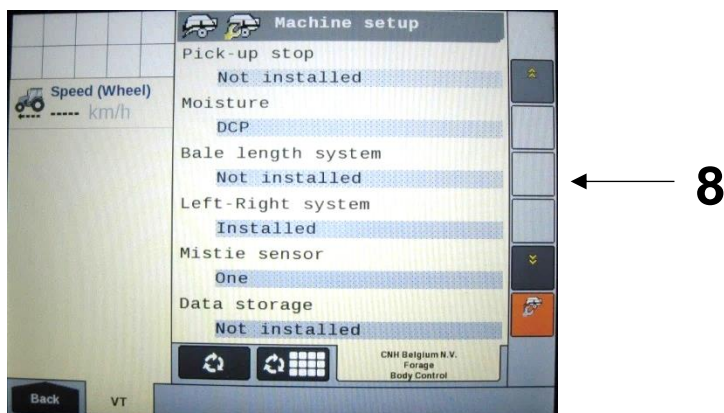 Machine setup
Pick-up stop
Not installed
Speed (Wheel)
----- km/h
Moisture
DCP
Bale length system
Not installed
Left-Right system
Installed
Mistie sensor
One
Data storage
Not installed
CNH Belgium N.V.
Forage
Body Control
Back
VT
8